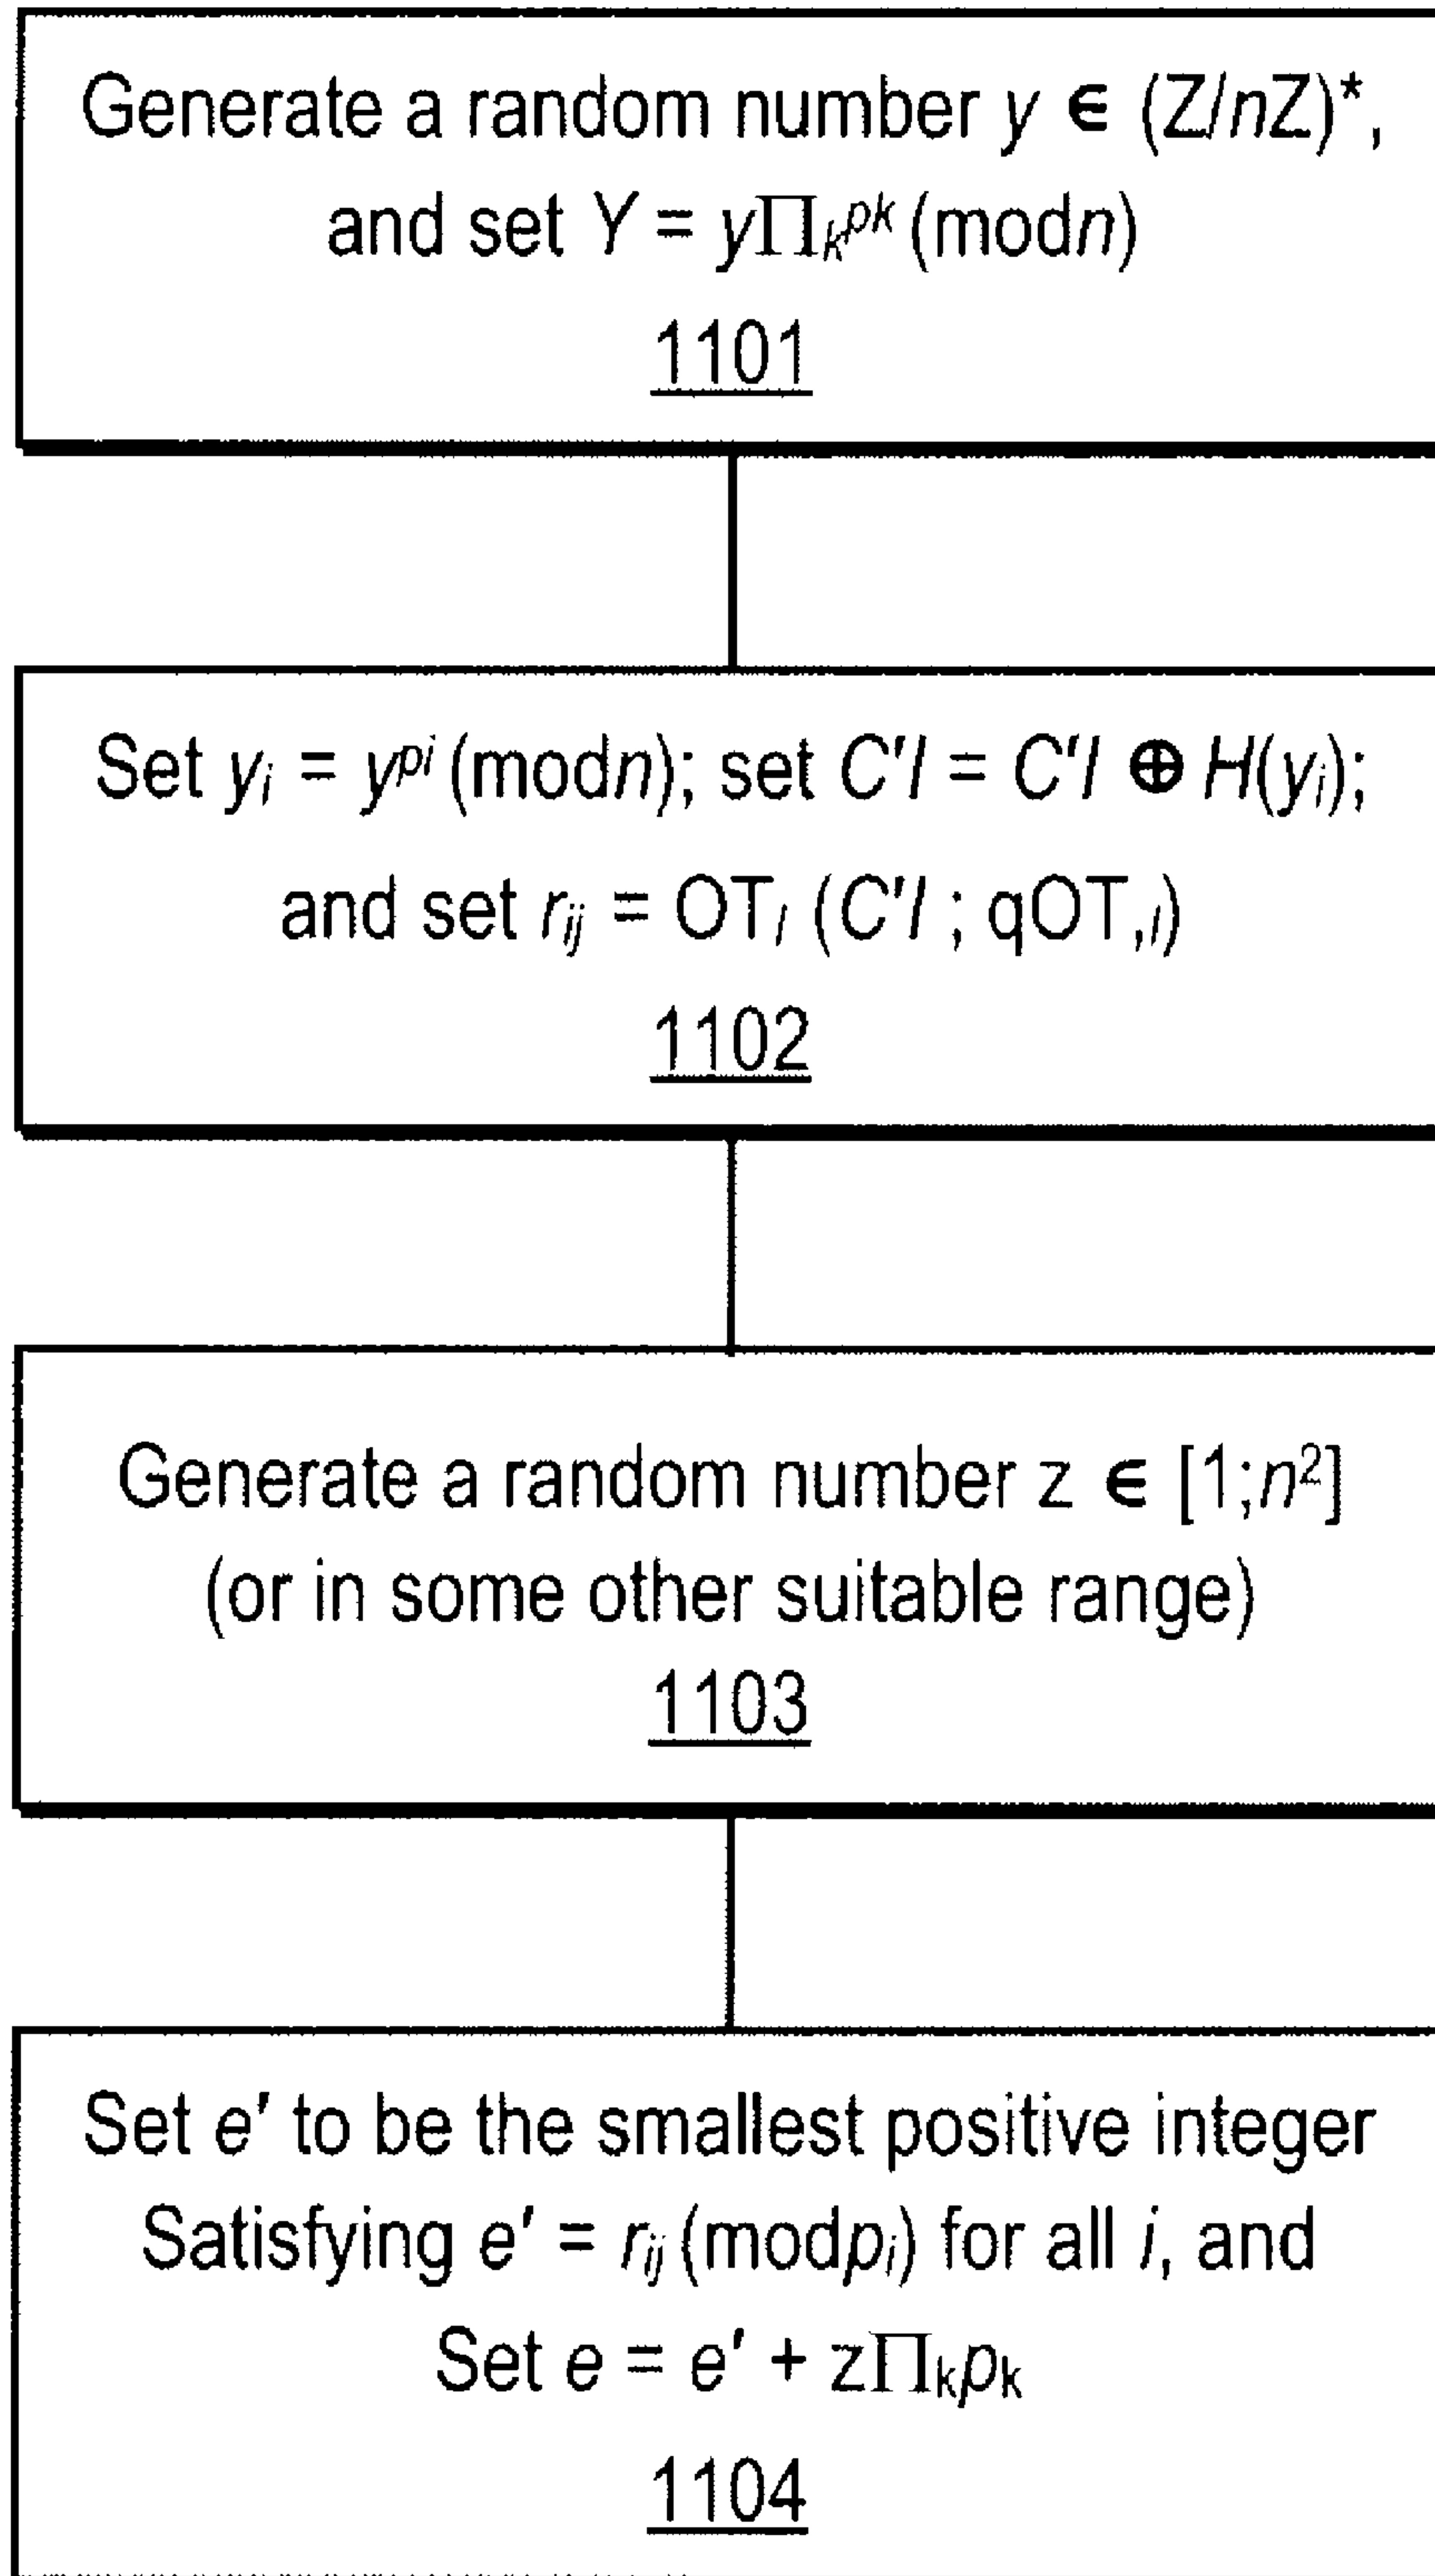 Generate a random number y ∈ (Z/nZ)*,
and set Y = yΠₖᵖᵏ (modn)
1101
Set yᵢ = yᵖⁱ (modn); set C'I = C'I ⊕ H(yᵢ);
and set rᵢⱼ = OTₗ (C'I ; qOT,ₗ)
1102
Generate a random number z ∈ [1;n²]
(or in some other suitable range)
1103
Set e' to be the smallest positive integer
Satisfying e' = rᵢⱼ (modpᵢ) for all i, and
Set e = e' + zΠₖpₖ
1104